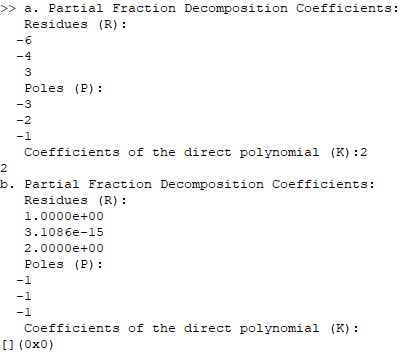 >> a. Partial Fraction Decomposition Coefficients:
Residues (R):
-6
-4
3
Poles (P):
-3
-2
-1
Coefficients of the direct polynomial (K):2
2
b. Partial Fraction Decomposition Coefficients:
Residues (R):
1.0000e+00
3.1086e-15
2.0000e+00
Poles (P):
-1
-1
-1
Coefficients of the direct polynomial (K):
[](0x0)